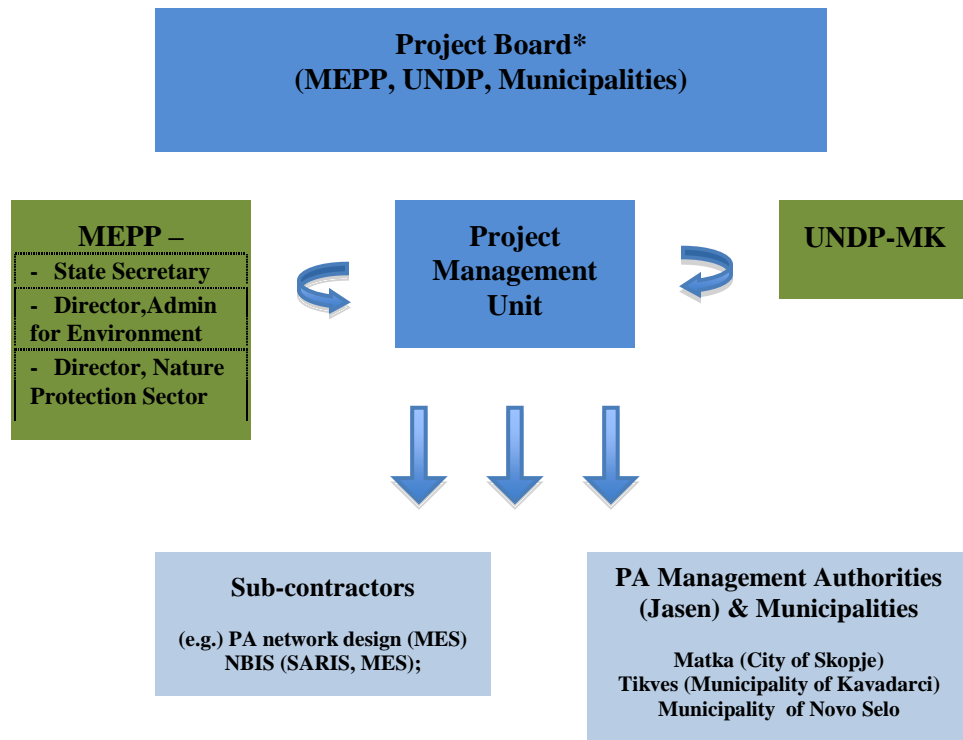 Project Board*
(MEPP, UNDP, Municipalities)
MEPP –
- State Secretary
- Director,Admin
for Environment
- Director, Nature
Protection Sector
Project
Management
Unit
UNDP-MK
Sub-contractors
(e.g.) PA network design (MES)
NBIS (SARIS, MES);
PA Management Authorities
(Jasen) & Municipalities
Matka (City of Skopje)
Tikves (Municipality of Kavadarci)
Municipality of Novo Selo